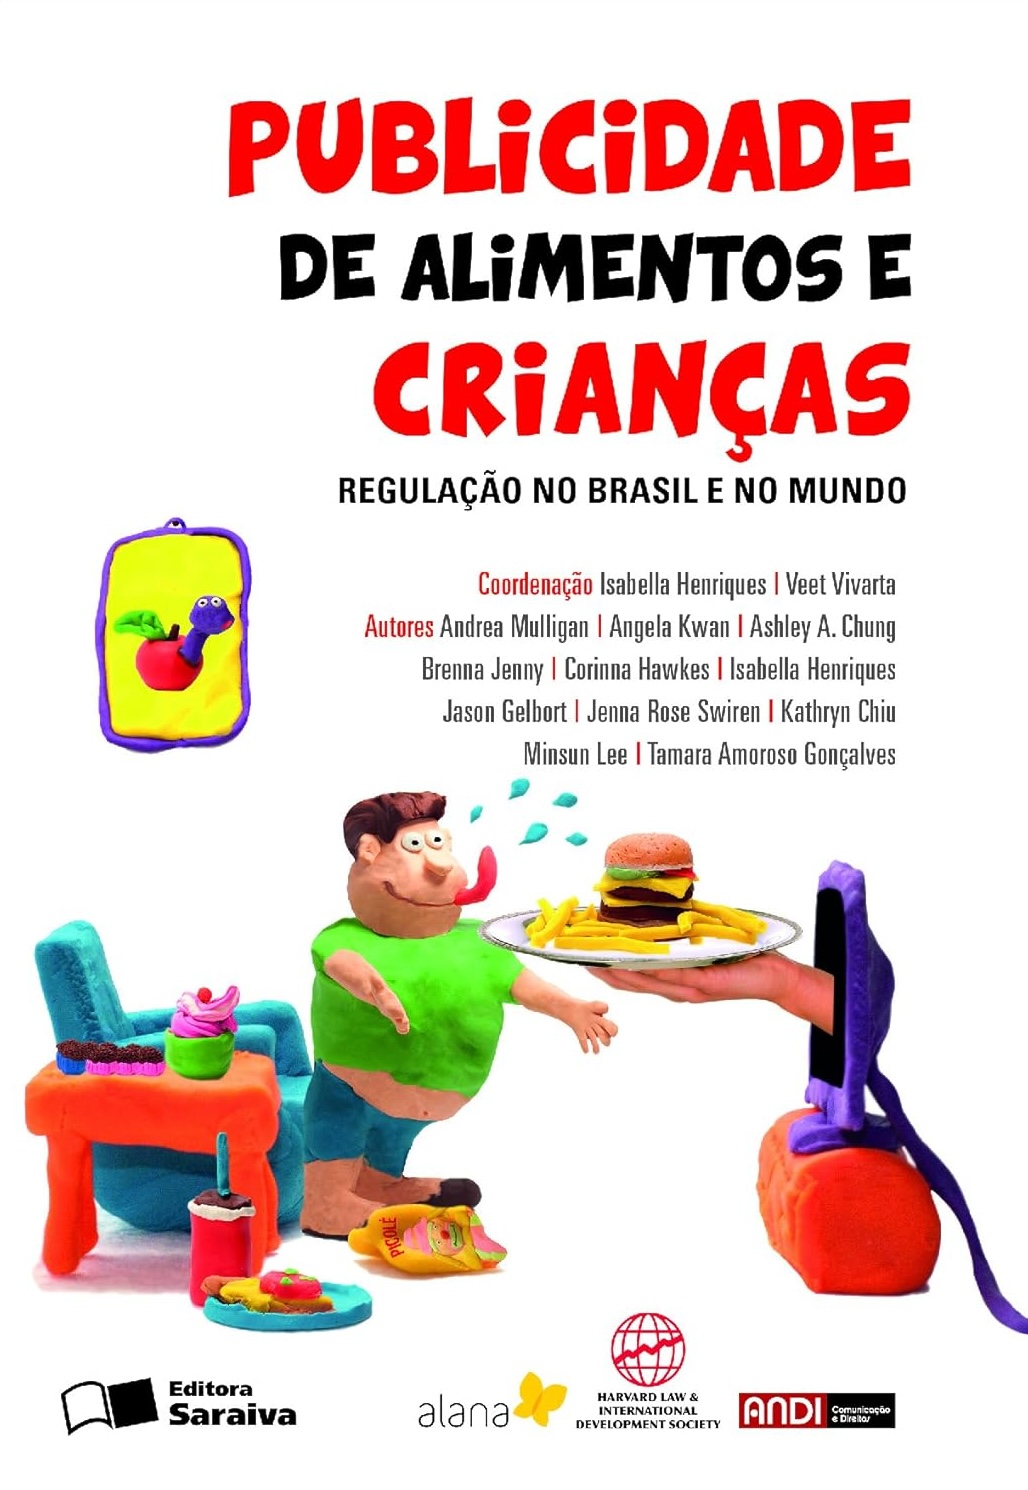 PUBLiCiDADE
DE ALiMENTOS E
CRiANÇAS
REGULAÇÃO NO BRASIL E NO MUNDO
Coordenação Isabella Henriques | Veet Vivarta
Autores Andrea Mulligan | Angela Kwan | Ashley A. Chung
Brenna Jenny | Corinna Hawkes | Isabella Henriques
Jason Gelbort | Jenna Rose Swiren | Kathryn Chiu
Minsun Lee | Tamara Amoroso Gonçalves
PICOLÉ
Editora
Saraiva
alana
HARVARD LAW &
INTERNATIONAL
DEVELOPMENT SOCIETY
ANDI
Comunicação
e Direitos